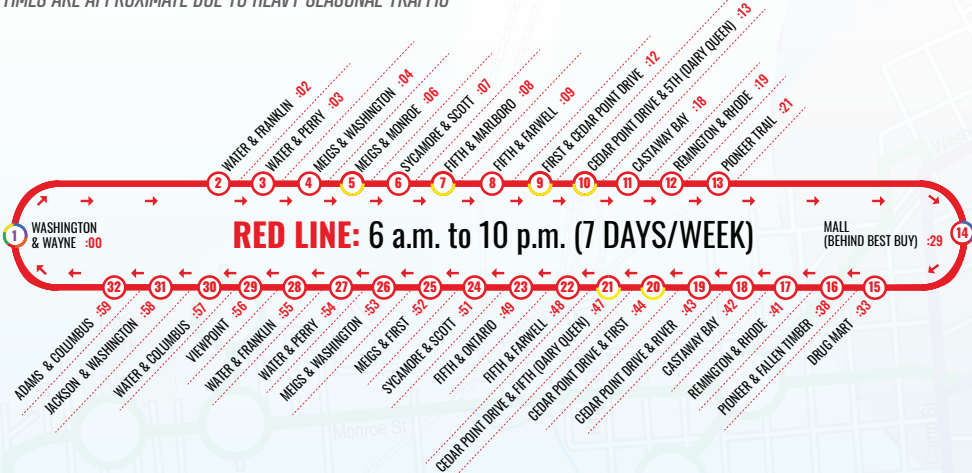 TIMES ARE APPROXIMATE DUE TO HEAVY SEASONAL TRAFFIC
WATER & FRANKLIN :02
WATER & PERRY :03
MEIGS & WASHINGTON :04
MEIGS & MONROE :06
SYCAMORE & SCOTT :07
FIFTH & MARLBORO :08
FIFTH & FARWELL :09
FIRST & CEDAR POINT DRIVE :12
CEDAR POINT DRIVE & 5TH (DAIRY QUEEN) :13
CASTAWAY BAY :18
REMINGTON & RHODE :19
PIONEER TRAIL :21
2 3 4 5 6 7 8 9 10 11 12 13
1
WASHINGTON
& WAYNE :00
RED LINE: 6 a.m. to 10 p.m. (7 DAYS/WEEK)
MALL
(BEHIND BEST BUY) :29
14
32 31 30 29 28 27 26 25 24 23 22 21 20 19 18 17 16 15
ADAMS & COLUMBUS :59
JACKSON & WASHINGTON :58
WATER & COLUMBUS :57
VIEWPOINT :56
WATER & FRANKLIN :55
WATER & PERRY :54
MEIGS & WASHINGTON :53
MEIGS & FIRST :52
SYCAMORE & SCOTT :51
FIFTH & ONTARIO :49
FIFTH & FARWELL :48
CEDAR POINT DRIVE & FIFTH (DAIRY QUEEN) :47
CEDAR POINT DRIVE & FIRST :44
CEDAR POINT DRIVE & RIVER :43
CASTAWAY BAY :42
REMINGTON & RHODE :41
PIONEER & FALLEN TIMBER :38
DRUG MART :33
Monroe St
Camp St